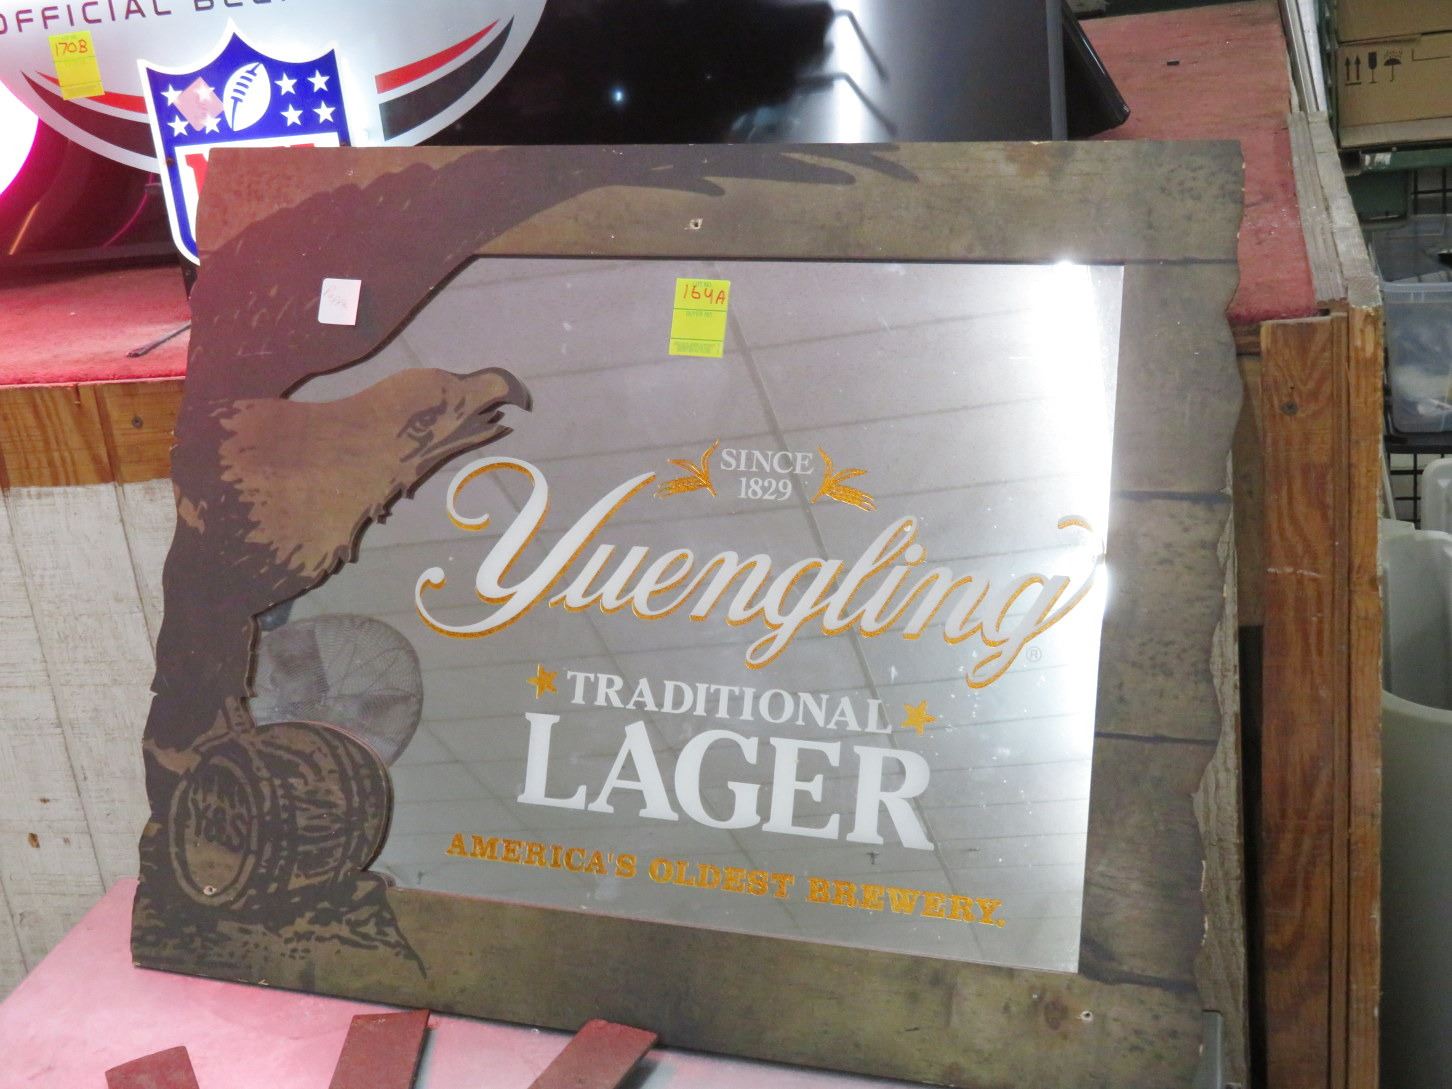 OFFICIAL
170B
164A
SINCE
1829
Yuengling®
TRADITIONAL
LAGER
AMERICA'S OLDEST BREWERY.
Y&S